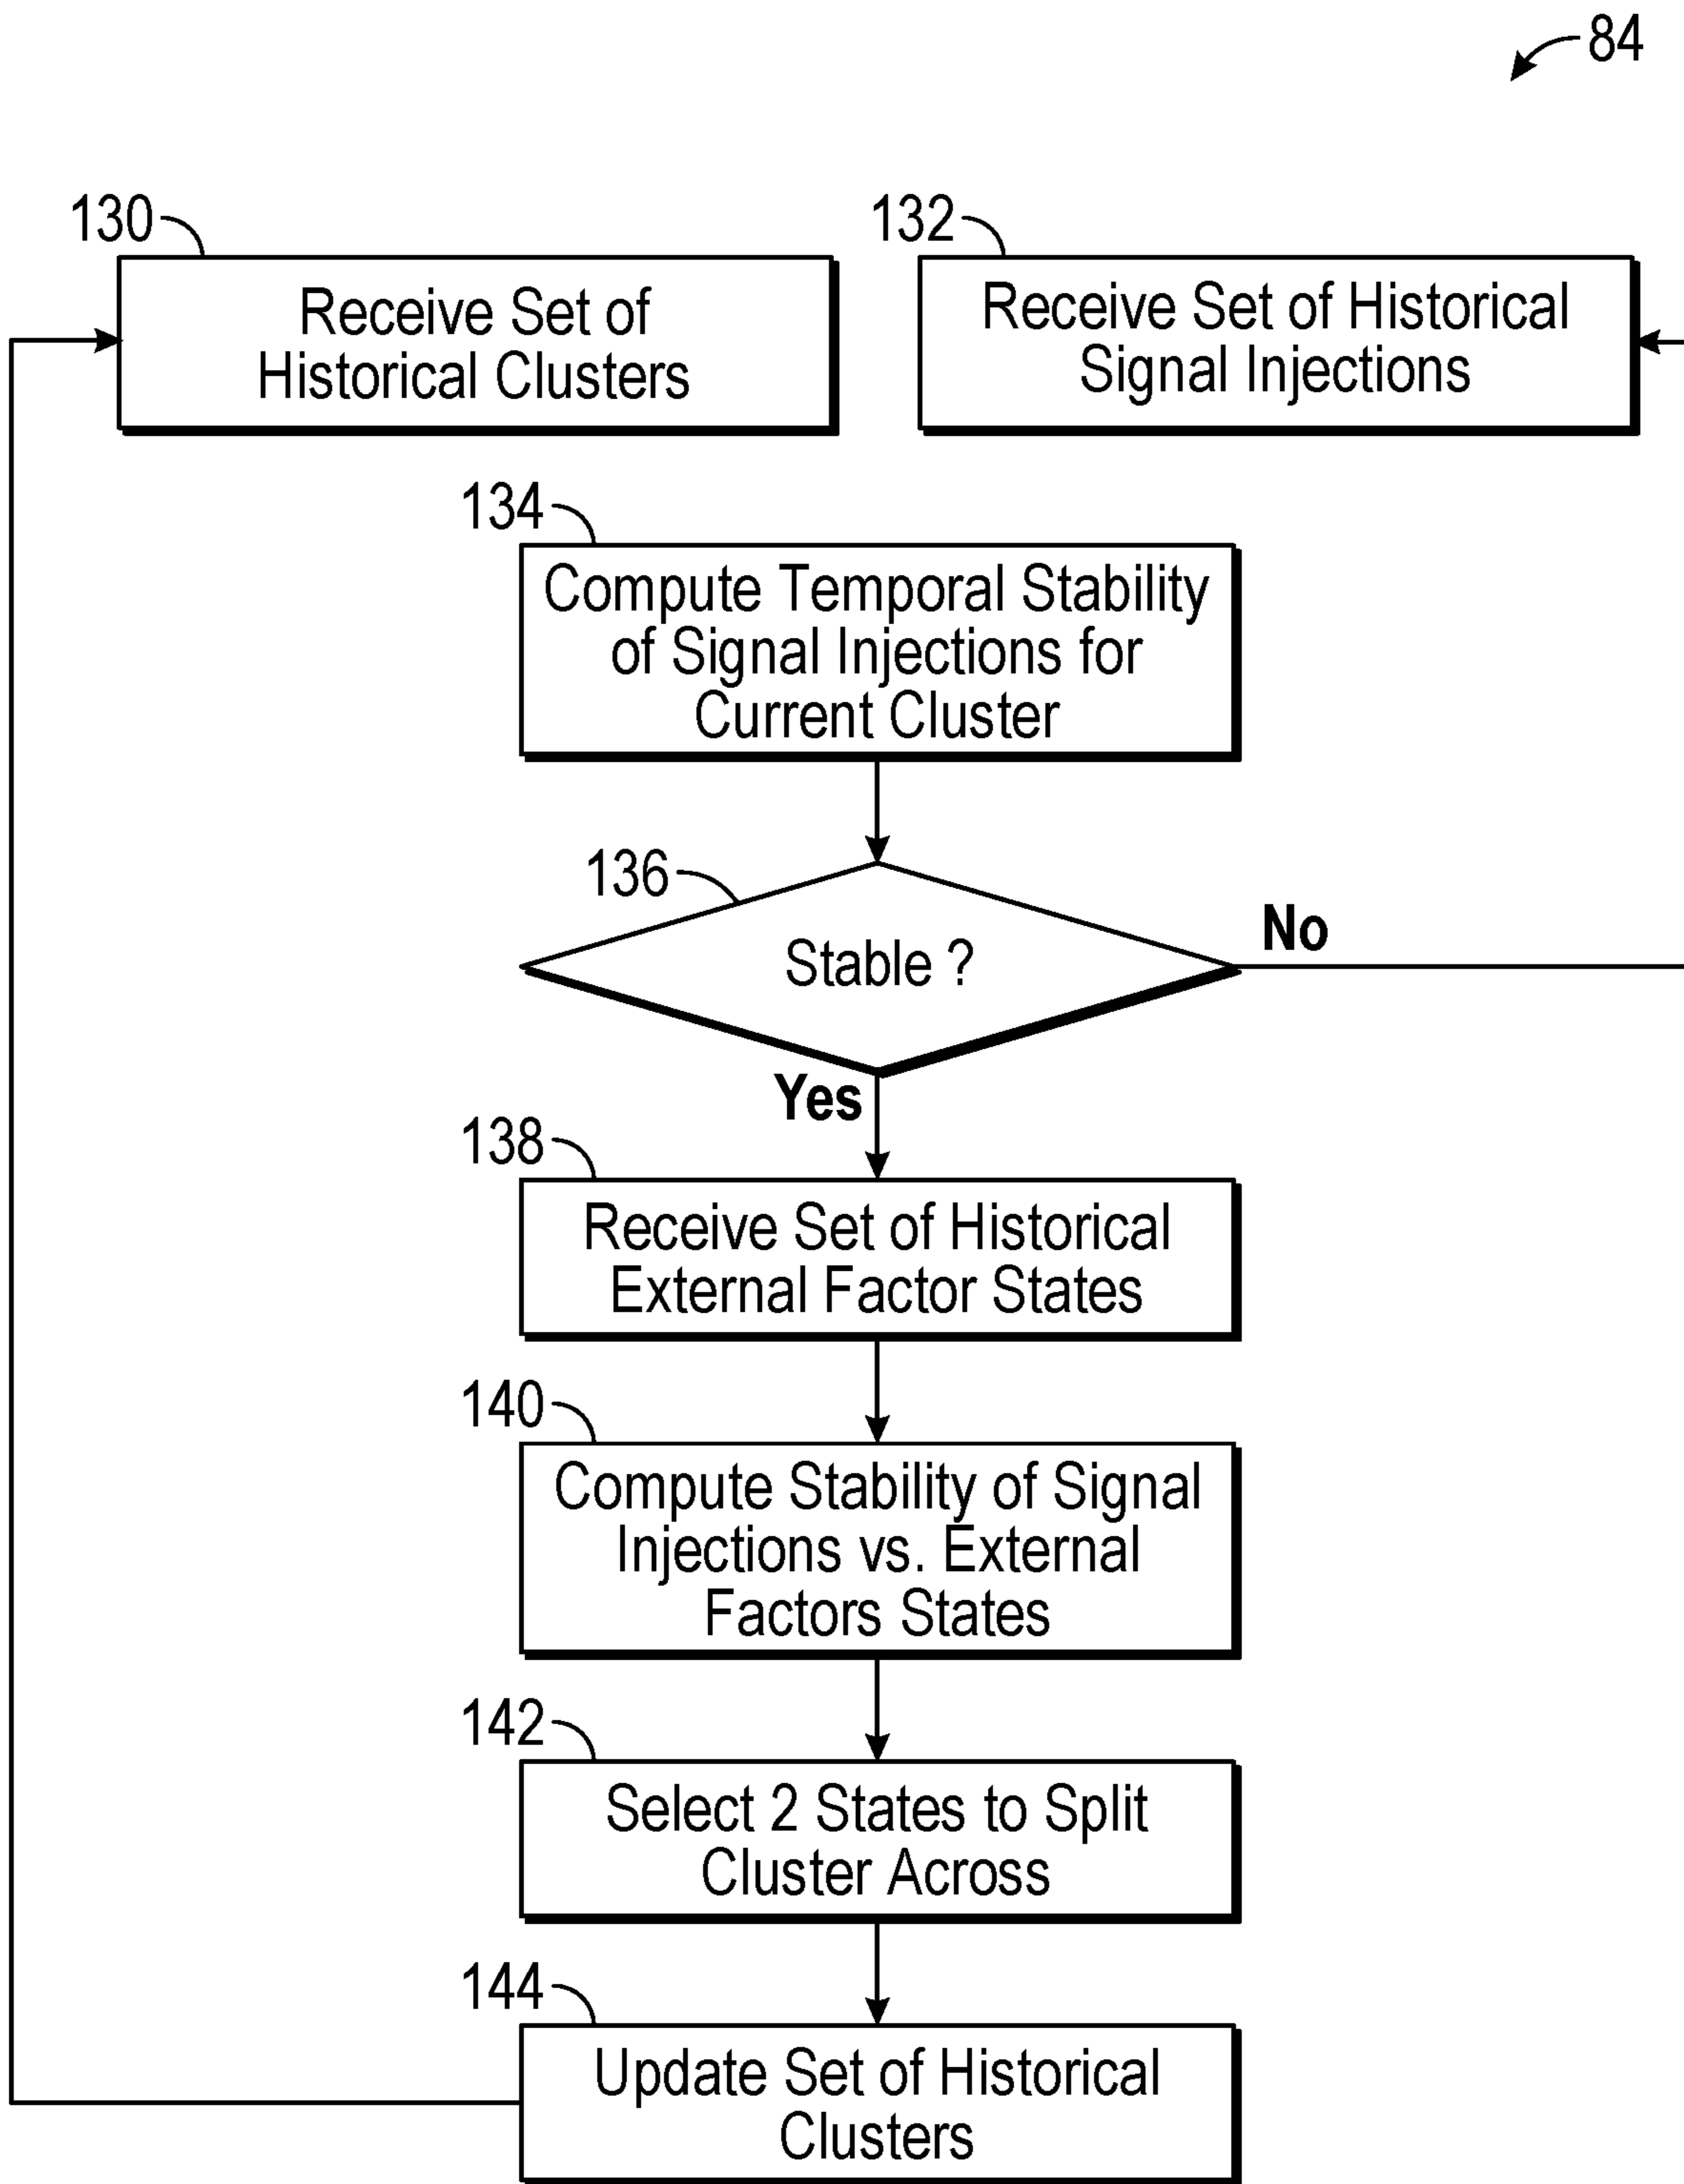 84
130
132
Receive Set of
Historical Clusters
Receive Set of Historical
Signal Injections
134
Compute Temporal Stability
of Signal Injections for
Current Cluster
136
Stable ?
No
Yes
138
Receive Set of Historical
External Factor States
140
Compute Stability of Signal
Injections vs. External
Factors States
142
Select 2 States to Split
Cluster Across
144
Update Set of Historical
Clusters